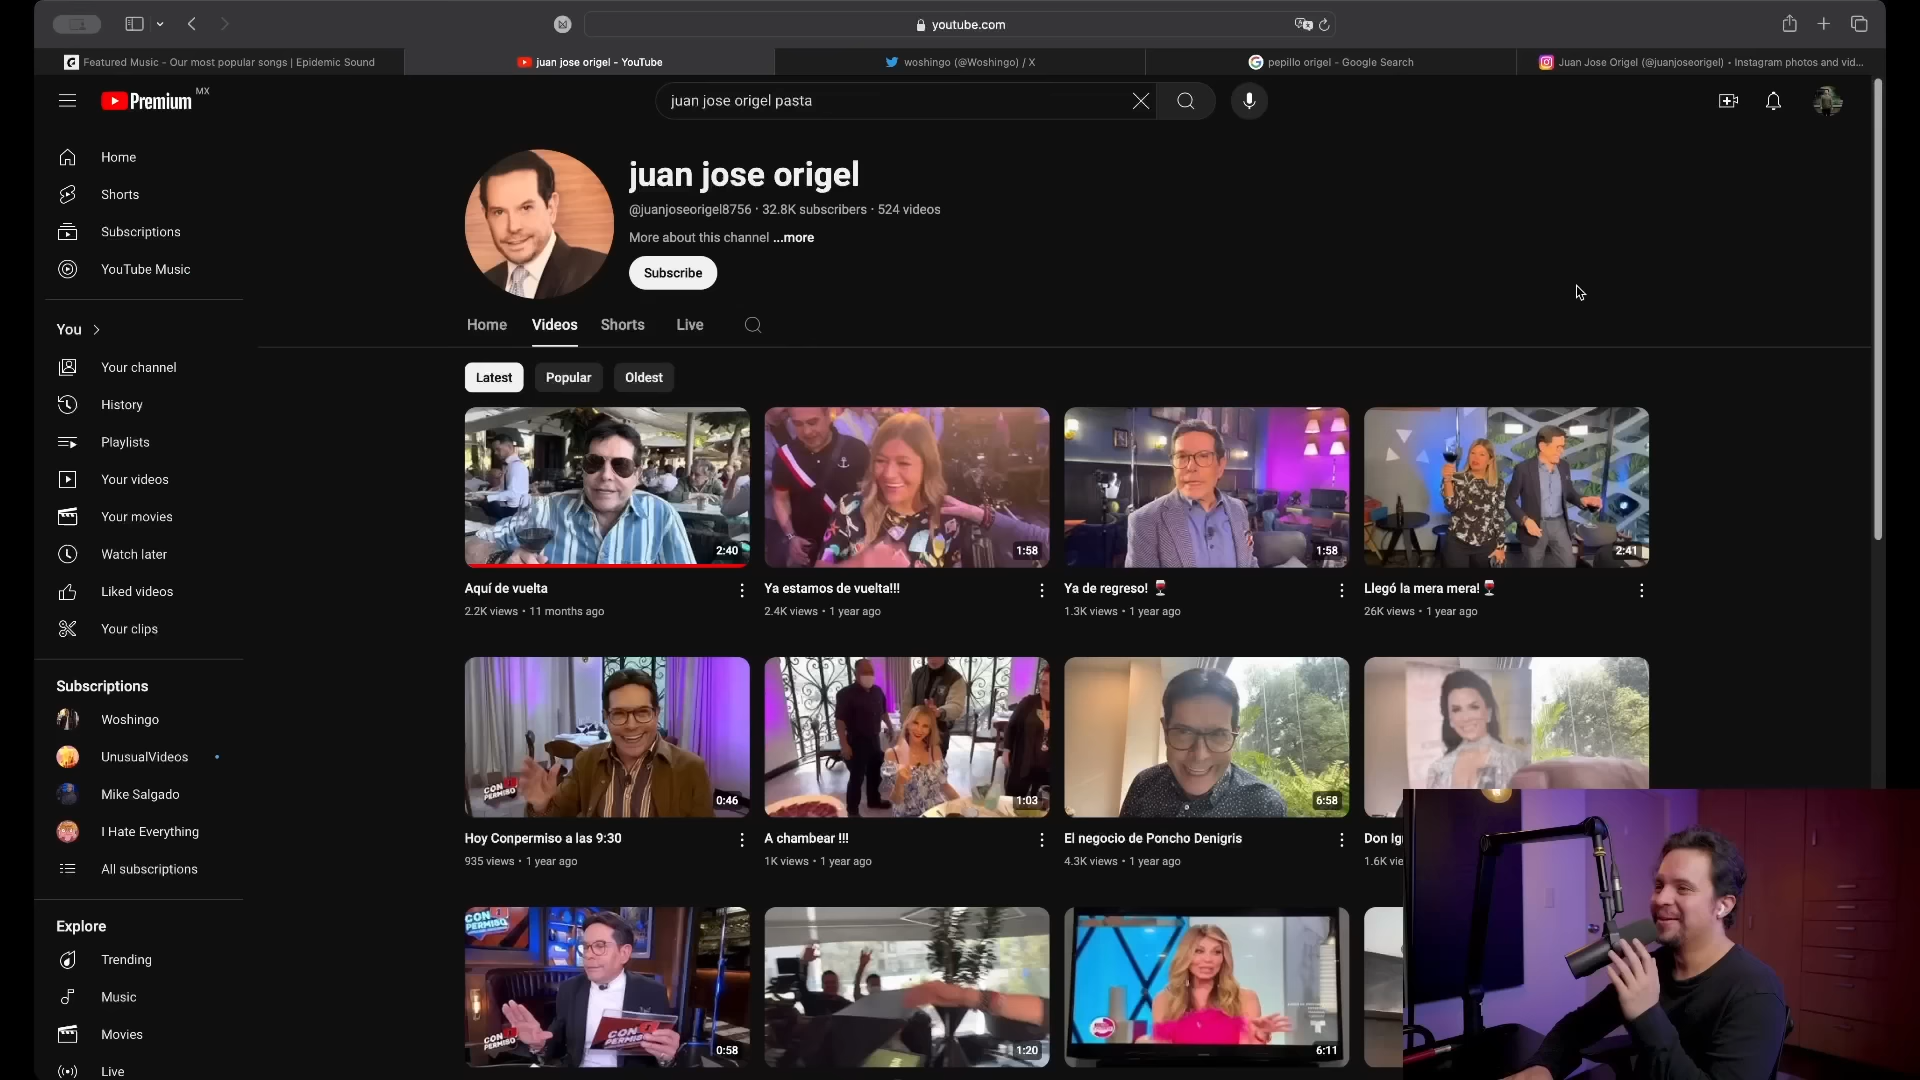 youtube.com
Featured Music - Our most popular songs | Epidemic Sound
juan jose origel - YouTube
woshingo (@Woshingo) / X
pepillo origel - Google Search
Juan Jose Origel (@juanjoseorigel) • Instagram photos and vid...
Premium MX
juan jose origel pasta
Home
Shorts
Subscriptions
YouTube Music
You
Your channel
History
Playlists
Your videos
Your movies
Watch later
Liked videos
Your clips
Subscriptions
Woshingo
UnusualVideos
Mike Salgado
I Hate Everything
All subscriptions
Explore
Trending
Music
Movies
Live
juan jose origel
@juanjoseorigel8756 · 32.8K subscribers · 524 videos
More about this channel ...more
Subscribe
Home Videos Shorts Live
Latest Popular Oldest
2:40
Aquí de vuelta
2.2K views • 11 months ago
1:58
Ya estamos de vuelta!!!
2.4K views • 1 year ago
1:58
Ya de regreso! 🍷
1.3K views • 1 year ago
2:41
Llegó la mera mera! 🍷
26K views • 1 year ago
CON PERMISO
0:46
Hoy Conpermiso a las 9:30
935 views • 1 year ago
1:03
A chambear !!!
1K views • 1 year ago
6:58
El negocio de Poncho Denigris
4.3K views • 1 year ago
Don Ig
1.6K vie
CON PERMISO
CON PERMISO
CON PERMISO
0:58
1:20
6:11